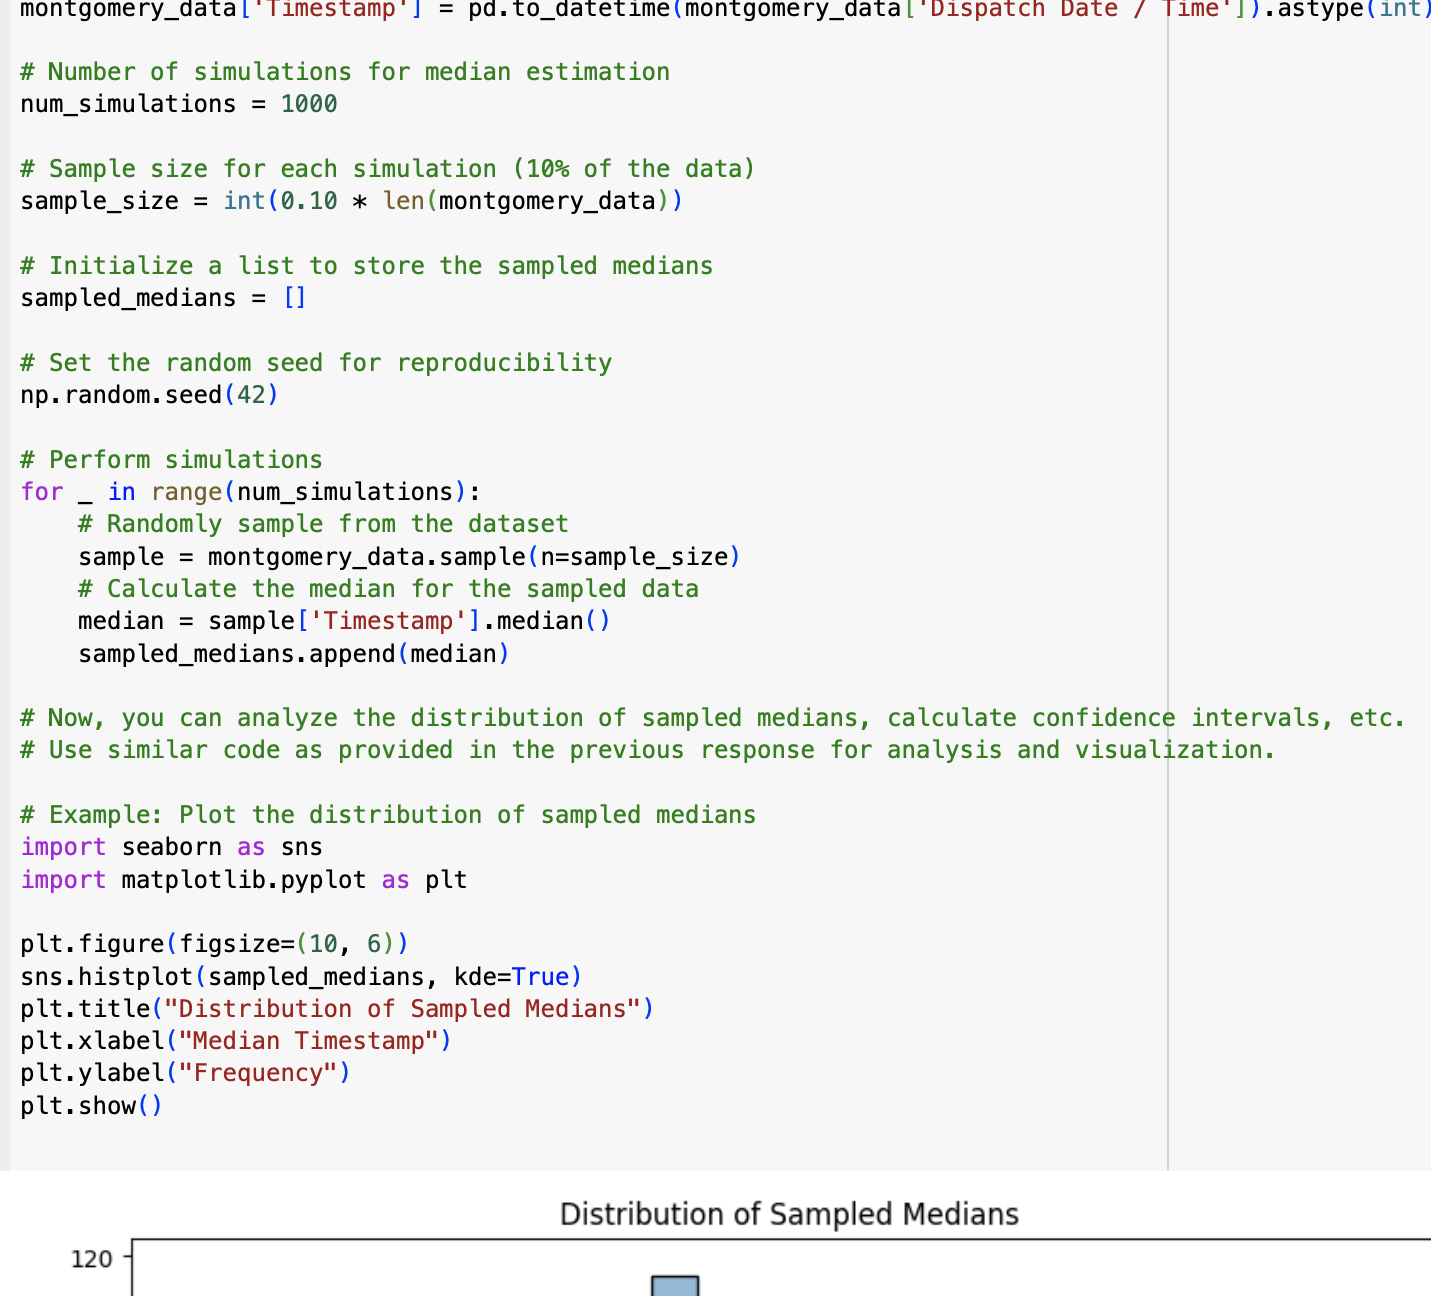 montgomery_data['Timestamp'] = pd.to_datetime(montgomery_data['Dispatch Date / Time']).astype(int)

# Number of simulations for median estimation
num_simulations = 1000

# Sample size for each simulation (10% of the data)
sample_size = int(0.10 * len(montgomery_data))

# Initialize a list to store the sampled medians
sampled_medians = []

# Set the random seed for reproducibility
np.random.seed(42)

# Perform simulations
for _ in range(num_simulations):
    # Randomly sample from the dataset
    sample = montgomery_data.sample(n=sample_size)
    # Calculate the median for the sampled data
    median = sample['Timestamp'].median()
    sampled_medians.append(median)

# Now, you can analyze the distribution of sampled medians, calculate confidence intervals, etc.
# Use similar code as provided in the previous response for analysis and visualization.

# Example: Plot the distribution of sampled medians
import seaborn as sns
import matplotlib.pyplot as plt

plt.figure(figsize=(10, 6))
sns.histplot(sampled_medians, kde=True)
plt.title("Distribution of Sampled Medians")
plt.xlabel("Median Timestamp")
plt.ylabel("Frequency")
plt.show()

Distribution of Sampled Medians
120